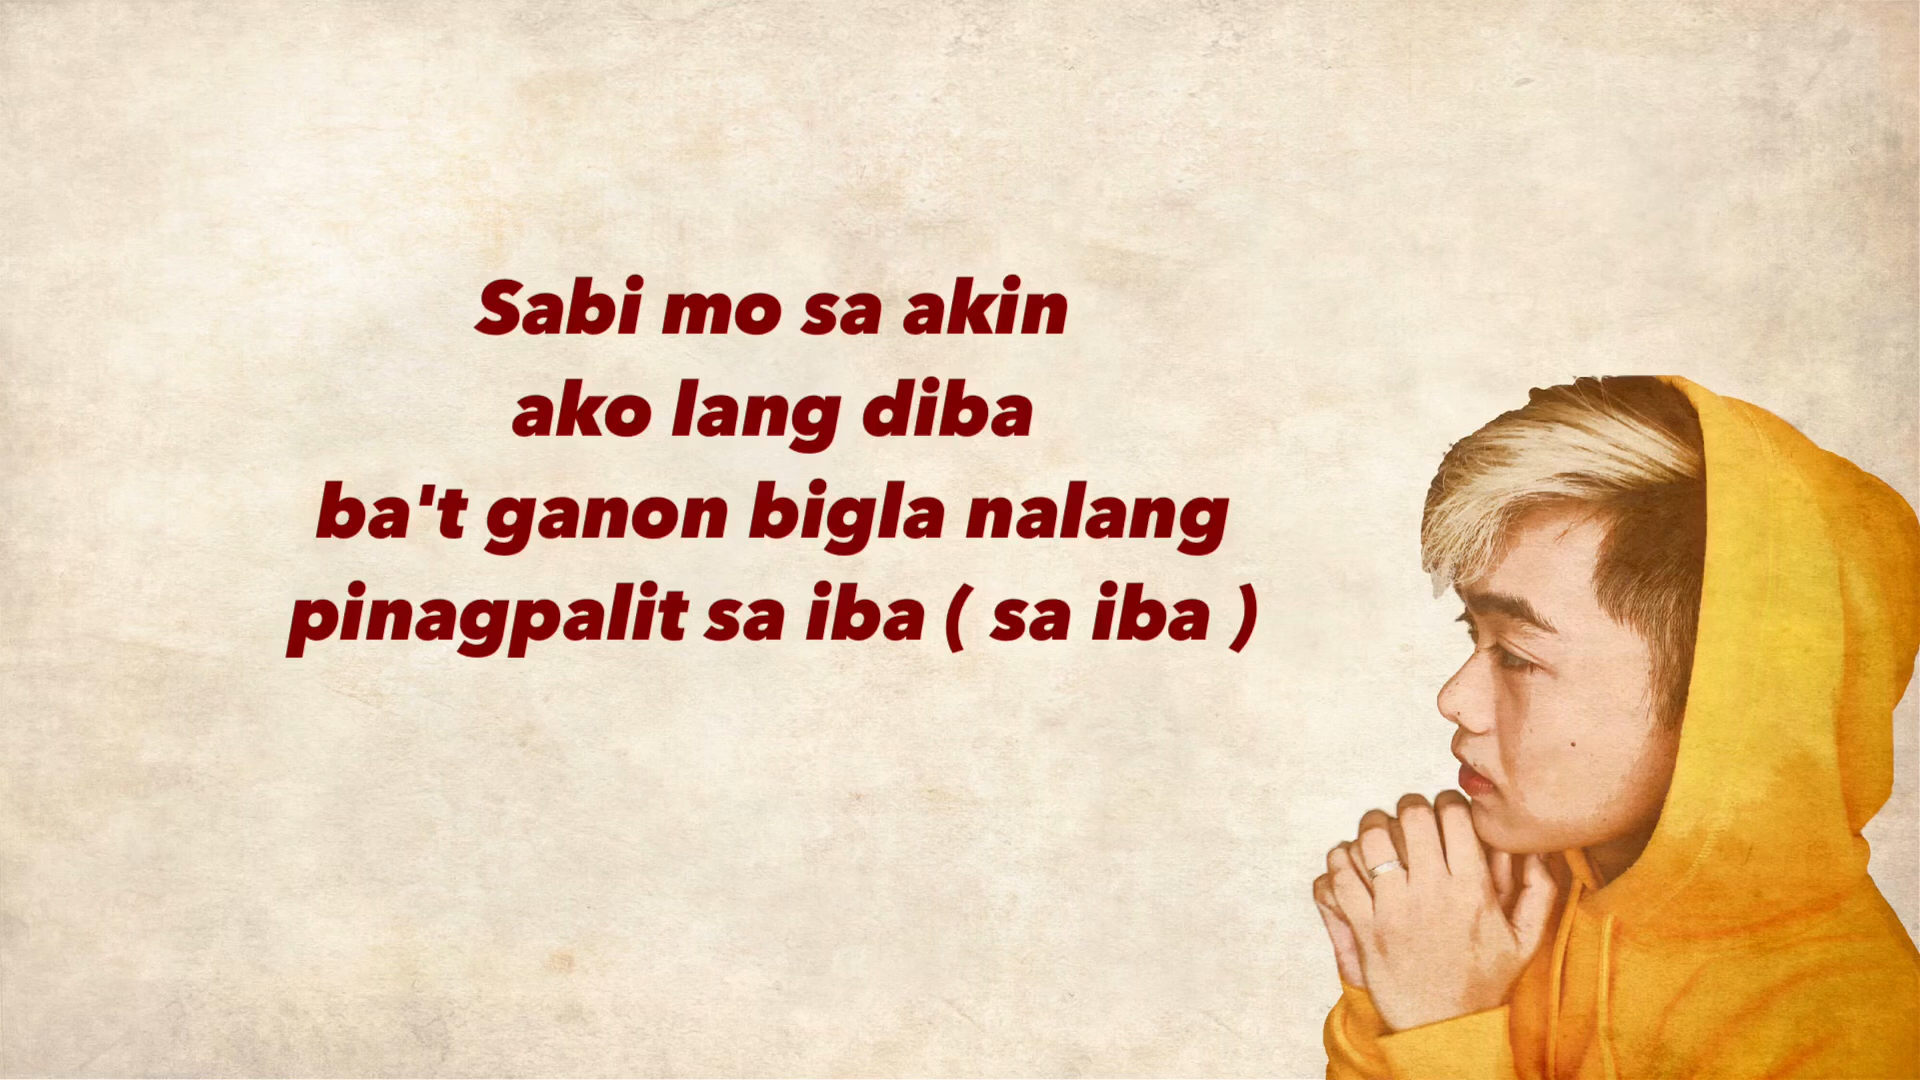 Sabi mo sa akin
ako lang diba
ba't ganon bigla nalang
pinagpalit sa iba ( sa iba )